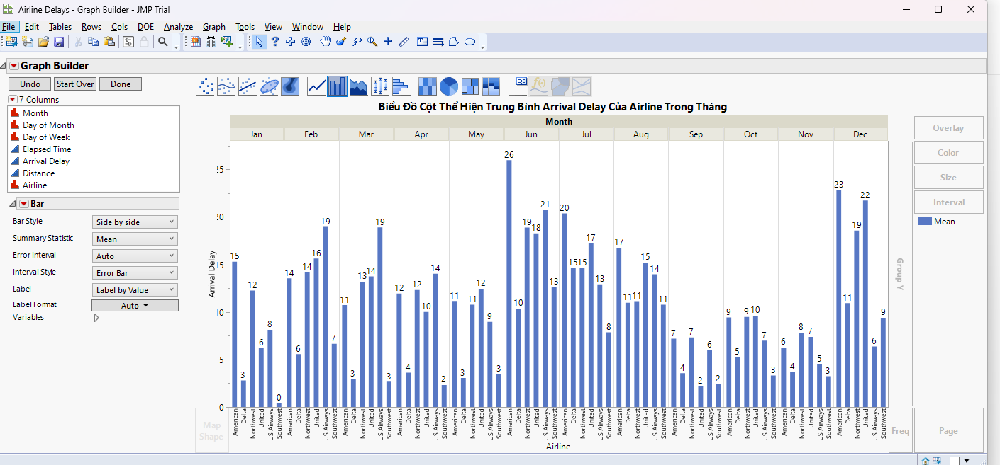 Airline Delays - Graph Builder - JMP Trial
File Edit Tables Rows Cols DOE Analyze Graph Tools View Window Help
Graph Builder
Undo Start Over Done
7 Columns
Month
Day of Month
Day of Week
Elapsed Time
Arrival Delay
Distance
Airline
Bar
Bar Style Side by side
Summary Statistic Mean
Error Interval Auto
Interval Style Error Bar
Label Label by Value
Label Format Auto
Variables
Biểu Đồ Cột Thể Hiện Trung Bình Arrival Delay Của Airline Trong Tháng
Month
Jan Feb Mar Apr May Jun Jul Aug Sep Oct Nov Dec
Arrival Delay
25
20
15
10
5
0
15 3 12 6 8 0
14 6 14 16 19 7
11 3 13 14 19 3
12 4 12 10 14 2
11 3 11 12 9 3
26 10 19 18 21 13
20 15 15 17 13 8
17 11 11 15 14 11
7 4 7 2 6 2
9 5 9 10 7 3
6 4 8 7 5 3
23 11 19 22 6 9
American Delta Northwest United US Airways Southwest
American Delta Northwest United US Airways Southwest
American Delta Northwest United US Airways Southwest
American Delta Northwest United US Airways Southwest
American Delta Northwest United US Airways Southwest
American Delta Northwest United US Airways Southwest
American Delta Northwest United US Airways Southwest
American Delta Northwest United US Airways Southwest
American Delta Northwest United US Airways Southwest
American Delta Northwest United US Airways Southwest
American Delta Northwest United US Airways Southwest
American Delta Northwest United US Airways Southwest
Airline
Map
Shape
Group Y
Freq
Overlay
Color
Size
Interval
Mean
Page